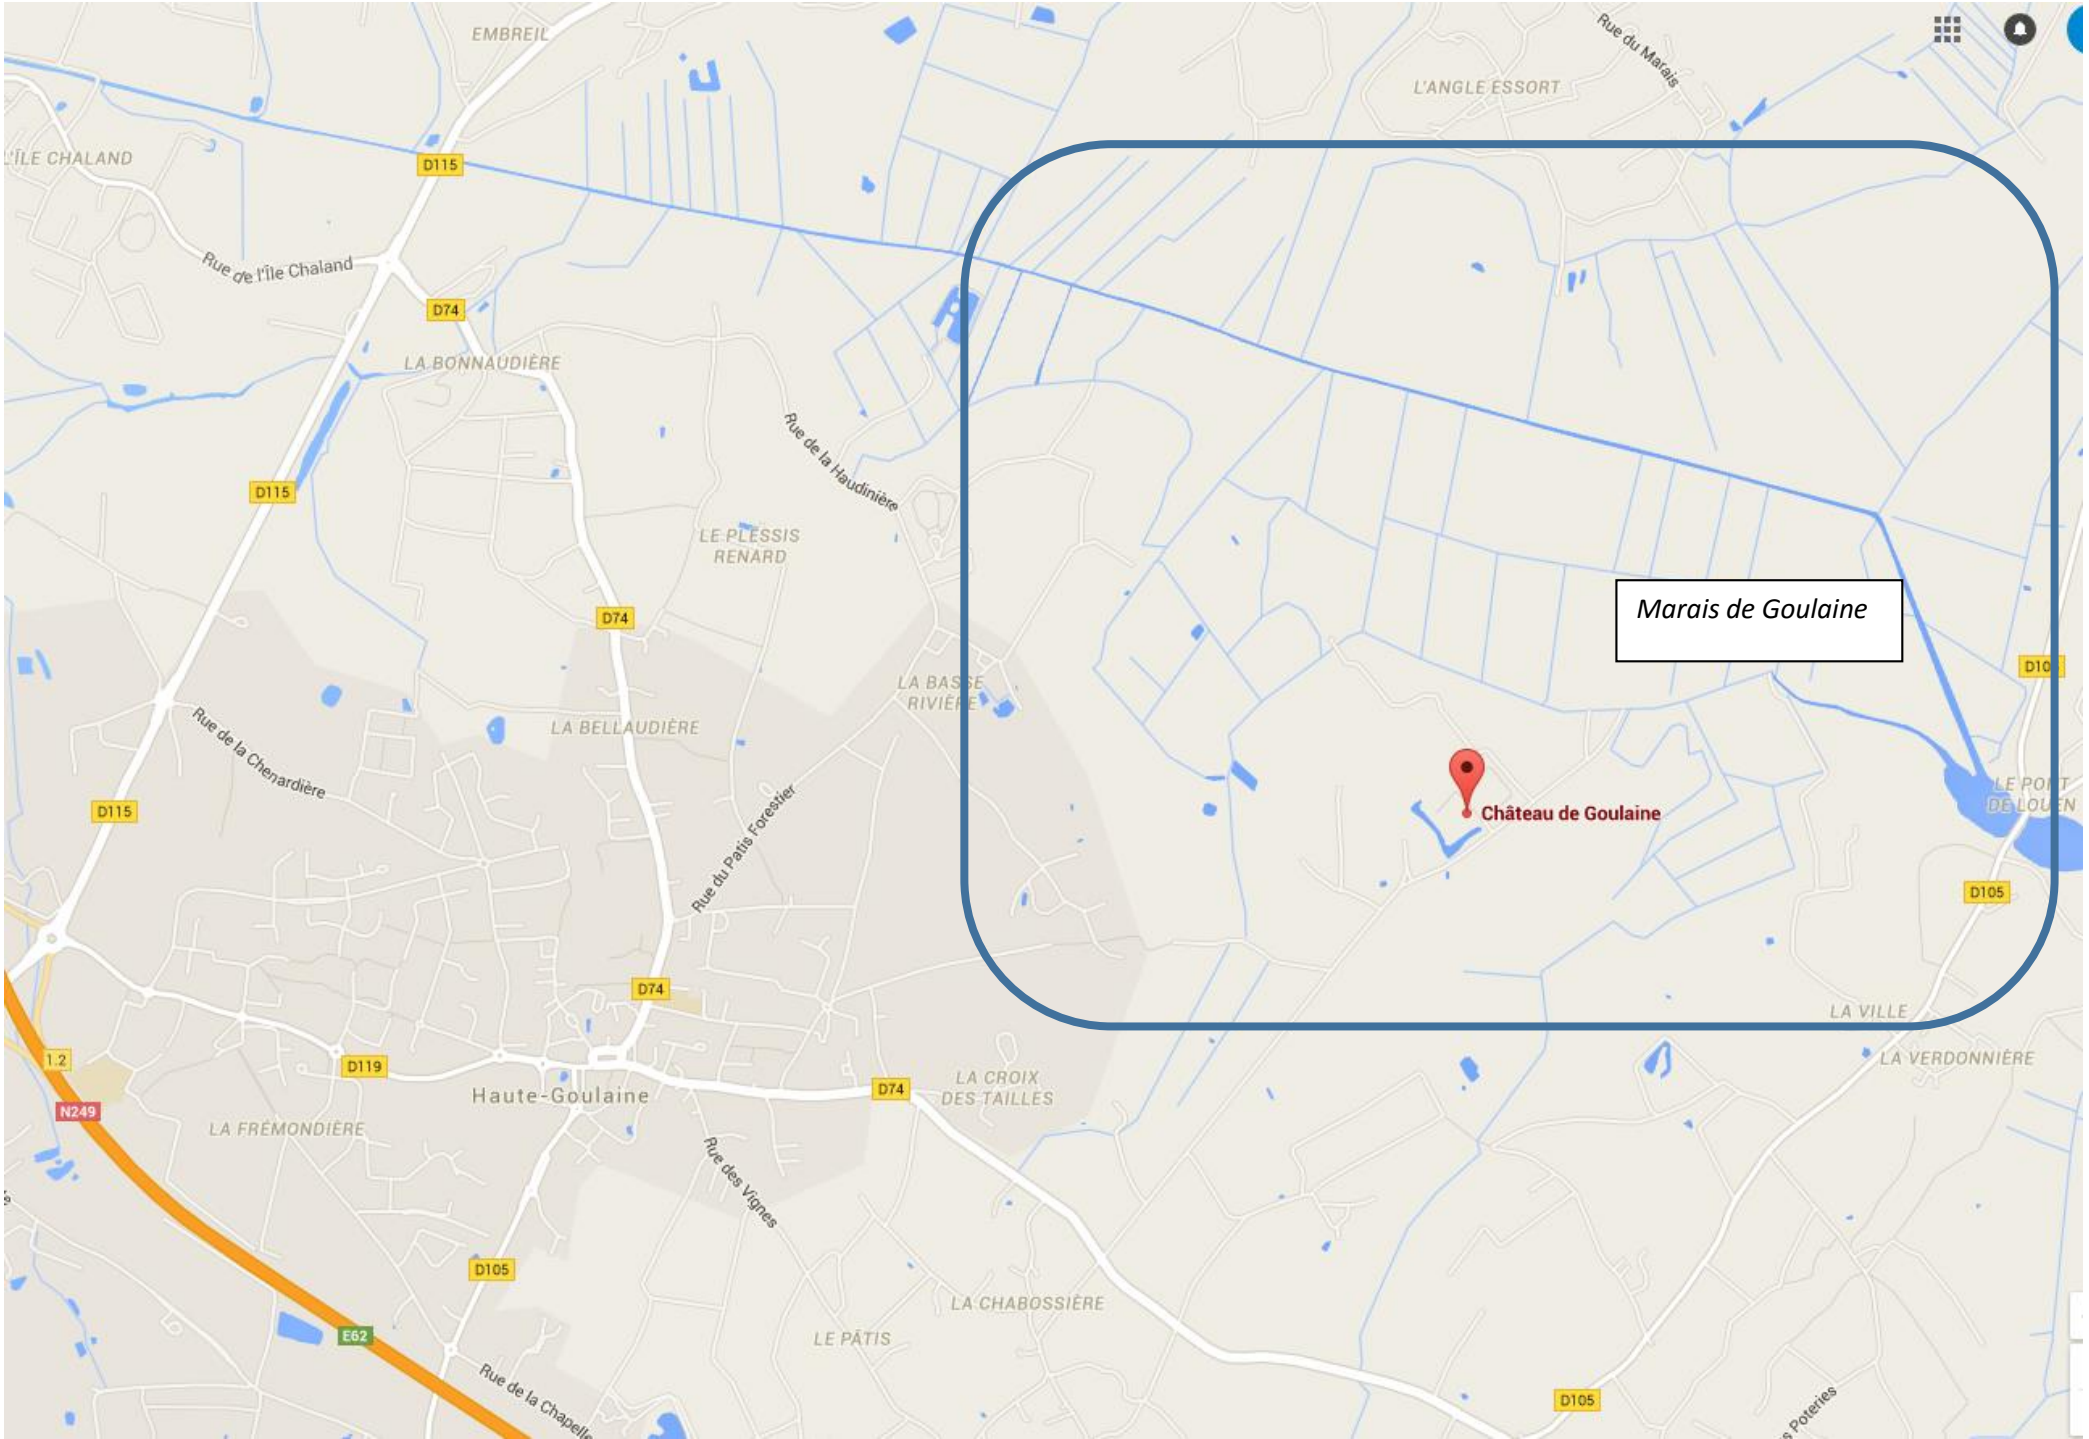 EMBREIL
Rue du Marais
L'ANGLE ESSORT
L'ÎLE CHALAND
D115
Rue de l'Île Chaland
D74
LA BONNAUDIÈRE
Rue de la Haudinière
D115
LE PLESSIS
RENARD
D74
Marais de Goulaine
LA BASSE
RIVIÈRE
LA BELLAUDIÈRE
Rue de la Chenardière
D115
Rue du Patis Forestier
Château de Goulaine
LE PONT
DE LOUEN
D105
D74
LA VILLE
LA VERDONNIÈRE
1.2
N249
D119
Haute-Goulaine
D74
LA CROIX
DES TAILLES
LA FRÉMONDIÈRE
Rue des Vignes
D105
LA CHABOSSIÈRE
LE PÂTIS
E62
Rue de la Chapelle
D105
Poteries